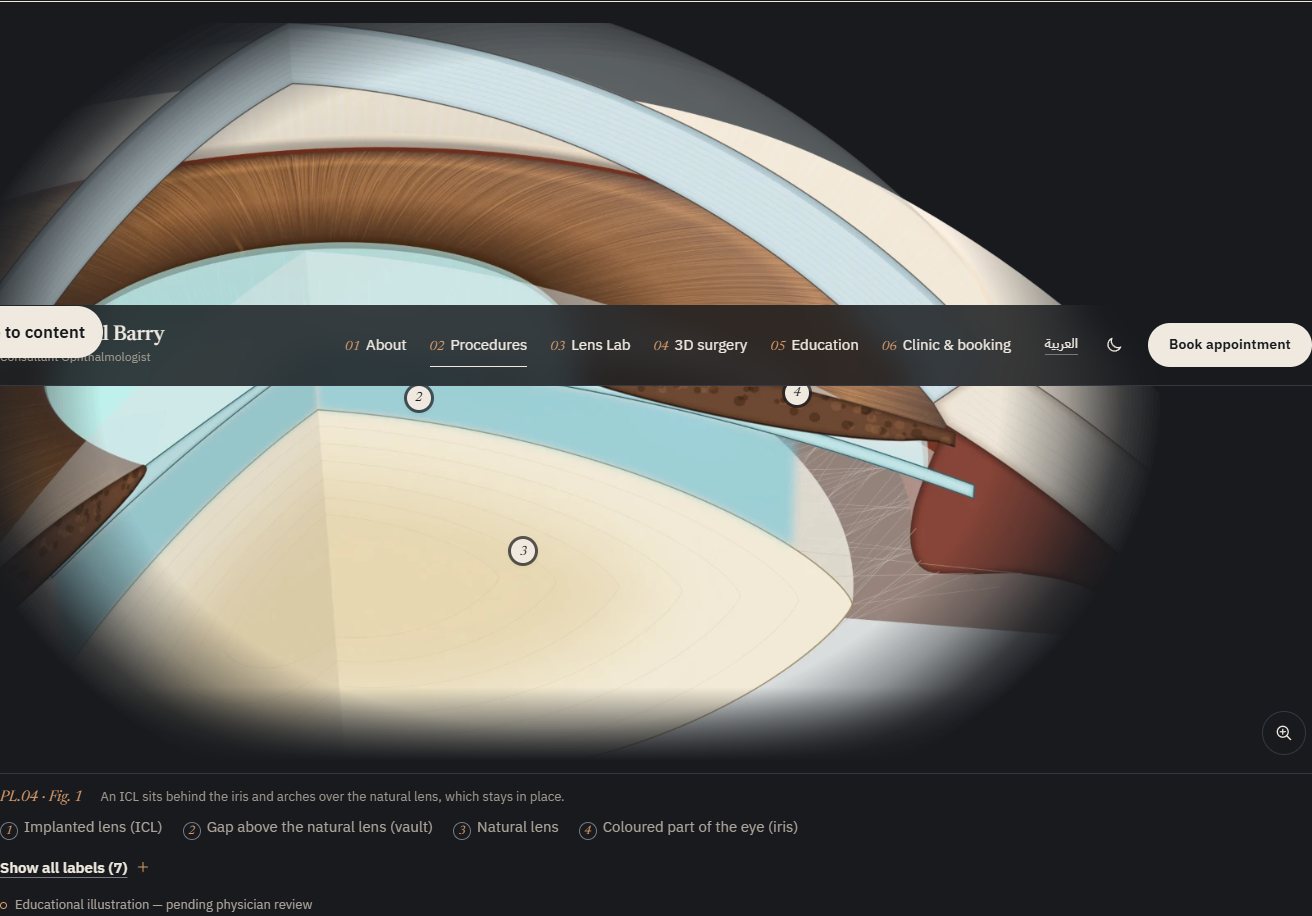 to content
l Barry
Consultant Ophthalmologist
01 About 02 Procedures 03 Lens Lab 04 3D surgery 05 Education 06 Clinic & booking العربية Book appointment
2
4
3
PL.04 · Fig. 1 An ICL sits behind the iris and arches over the natural lens, which stays in place.
1 Implanted lens (ICL) 2 Gap above the natural lens (vault) 3 Natural lens 4 Coloured part of the eye (iris)
Show all labels (7) +
Educational illustration — pending physician review